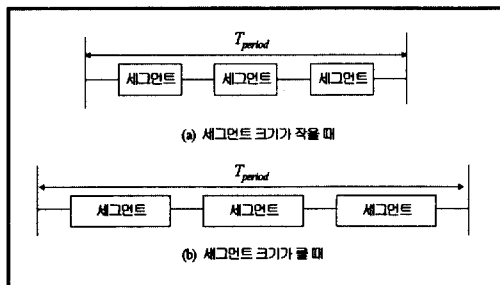 T_period
세그먼트 세그먼트 세그먼트
(a) 세그먼트 크기가 작을 때
T_period
세그먼트 세그먼트 세그먼트
(b) 세그먼트 크기가 클 때